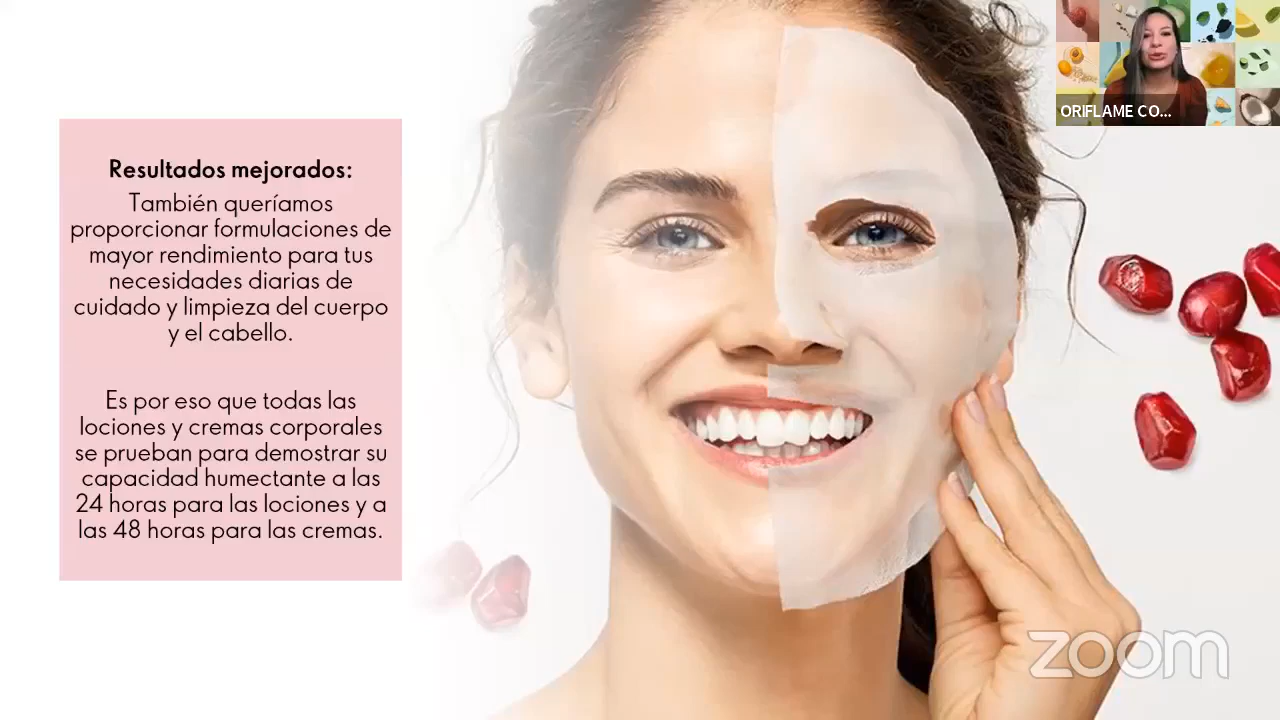 Resultados mejorados:
También queríamos
proporcionar formulaciones de
mayor rendimiento para tus
necesidades diarias de
cuidado y limpieza del cuerpo
y el cabello.
Es por eso que todas las
lociones y cremas corporales
se prueban para demostrar su
capacidad humectante a las
24 horas para las lociones y a
las 48 horas para las cremas.
ORIFLAME CO...
zoom